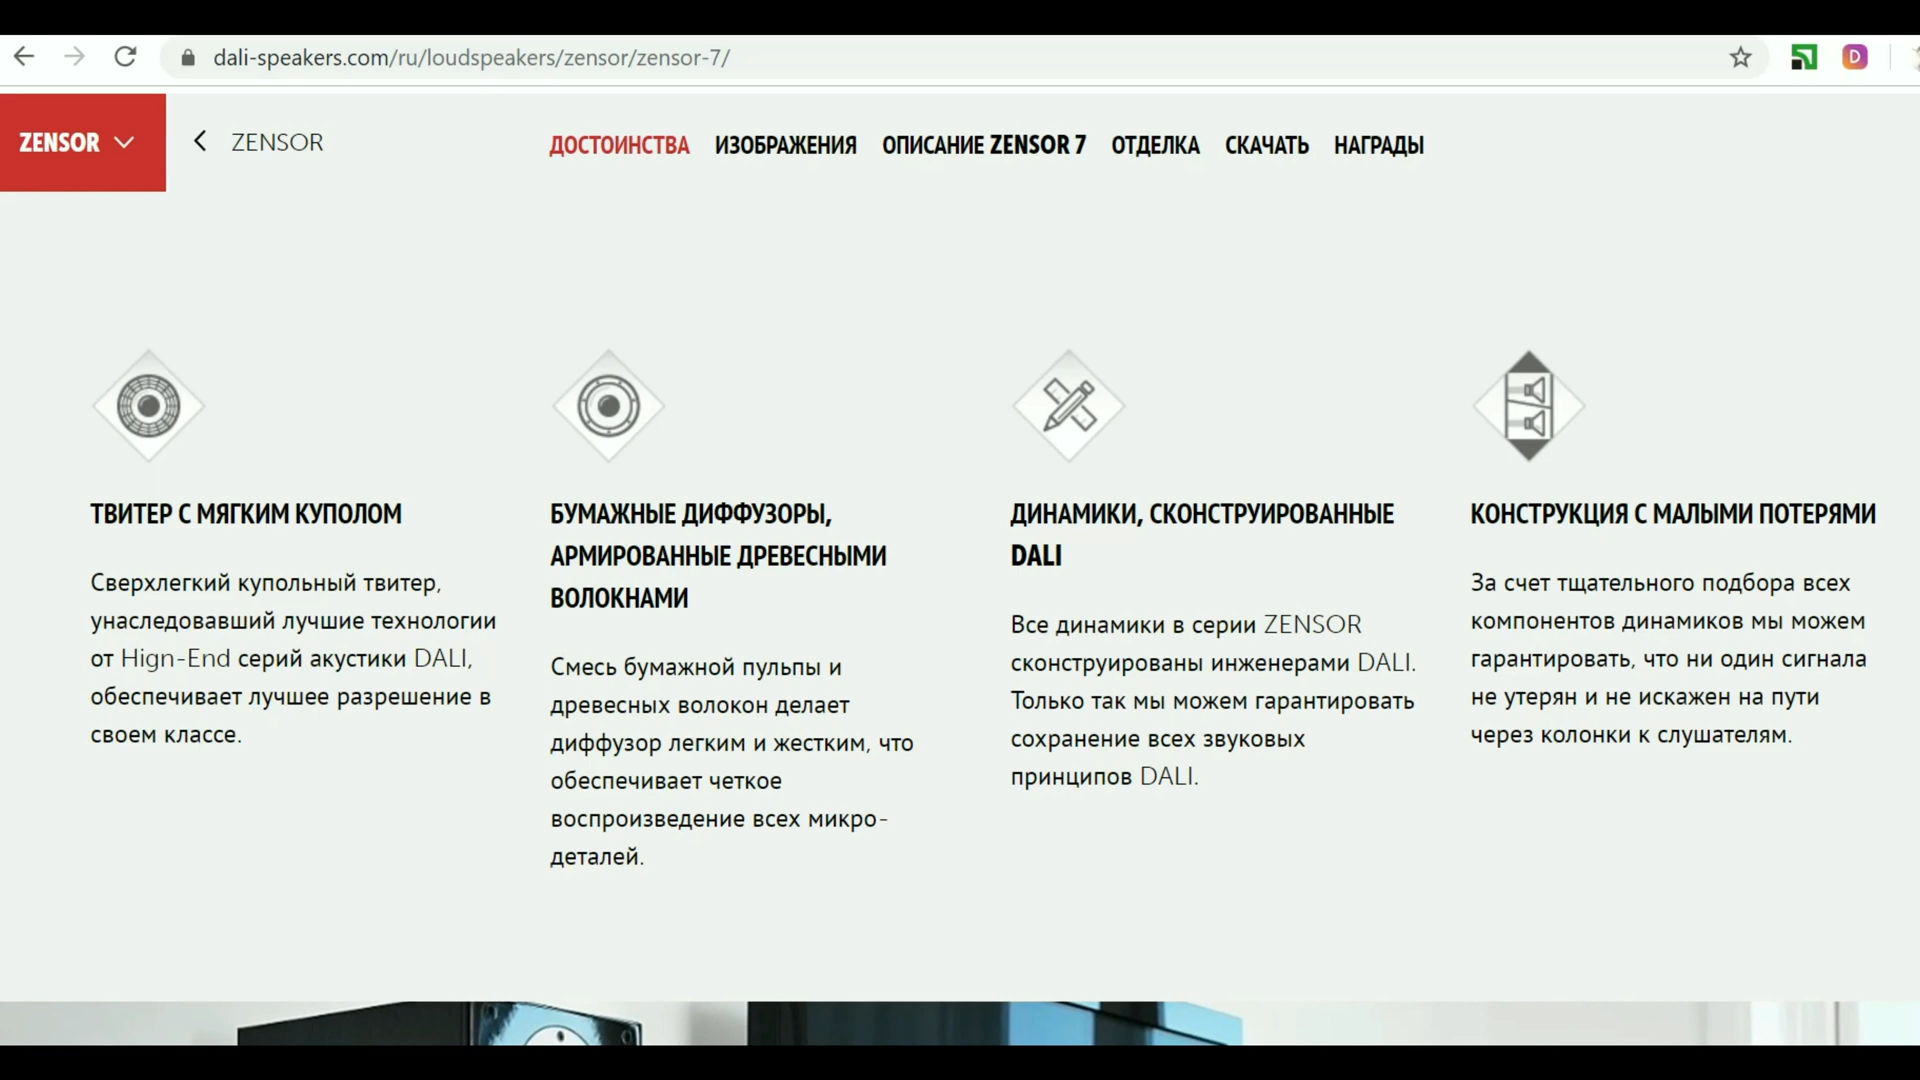 dali-speakers.com/ru/loudspeakers/zensor/zensor-7/
D
ZENSOR
ZENSOR
ДОСТОИНСТВА ИЗОБРАЖЕНИЯ ОПИСАНИЕ ZENSOR 7 ОТДЕЛКА СКАЧАТЬ НАГРАДЫ
ТВИТЕР С МЯГКИМ КУПОЛОМ
Сверхлегкий купольный твитер,
унаследовавший лучшие технологии
от Hign-End серий акустики DALI,
обеспечивает лучшее разрешение в
своем классе.
БУМАЖНЫЕ ДИФФУЗОРЫ,
АРМИРОВАННЫЕ ДРЕВЕСНЫМИ
ВОЛОКНАМИ
Смесь бумажной пульпы и
древесных волокон делает
диффузор легким и жестким, что
обеспечивает четкое
воспроизведение всех микро-
деталей.
ДИНАМИКИ, СКОНСТРУИРОВАННЫЕ
DALI
Все динамики в серии ZENSOR
сконструированы инженерами DALI.
Только так мы можем гарантировать
сохранение всех звуковых
принципов DALI.
КОНСТРУКЦИЯ С МАЛЫМИ ПОТЕРЯМИ
За счет тщательного подбора всех
компонентов динамиков мы можем
гарантировать, что ни один сигнала
не утерян и не искажен на пути
через колонки к слушателям.